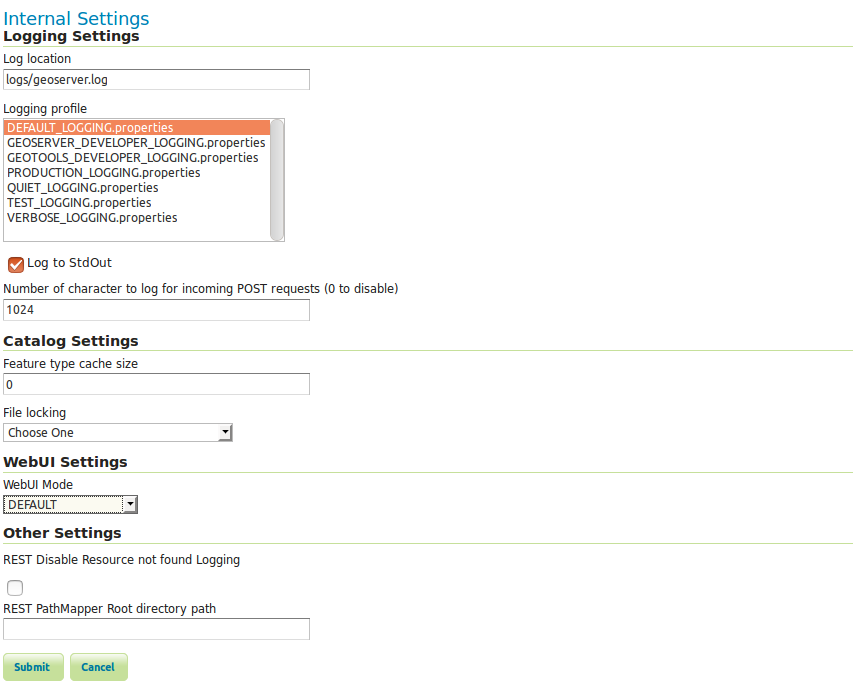 Internal Settings
Logging Settings
Log location
logs/geoserver.log
Logging profile
DEFAULT_LOGGING.properties
GEOSERVER_DEVELOPER_LOGGING.properties
GEOTOOLS_DEVELOPER_LOGGING.properties
PRODUCTION_LOGGING.properties
QUIET_LOGGING.properties
TEST_LOGGING.properties
VERBOSE_LOGGING.properties
Log to StdOut
Number of character to log for incoming POST requests (0 to disable)
1024
Catalog Settings
Feature type cache size
0
File locking
Choose One
WebUI Settings
WebUI Mode
DEFAULT
Other Settings
REST Disable Resource not found Logging
REST PathMapper Root directory path
Submit Cancel